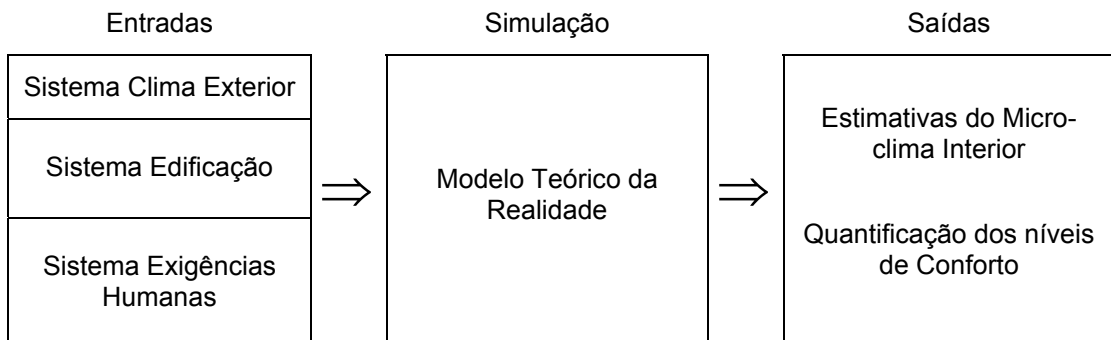 Entradas
Simulação
Saídas
Sistema Clima Exterior
Sistema Edificação
Sistema Exigências
Humanas
⇒
Modelo Teórico da
Realidade
⇒
Estimativas do Micro-
clima Interior
Quantificação dos níveis
de Conforto